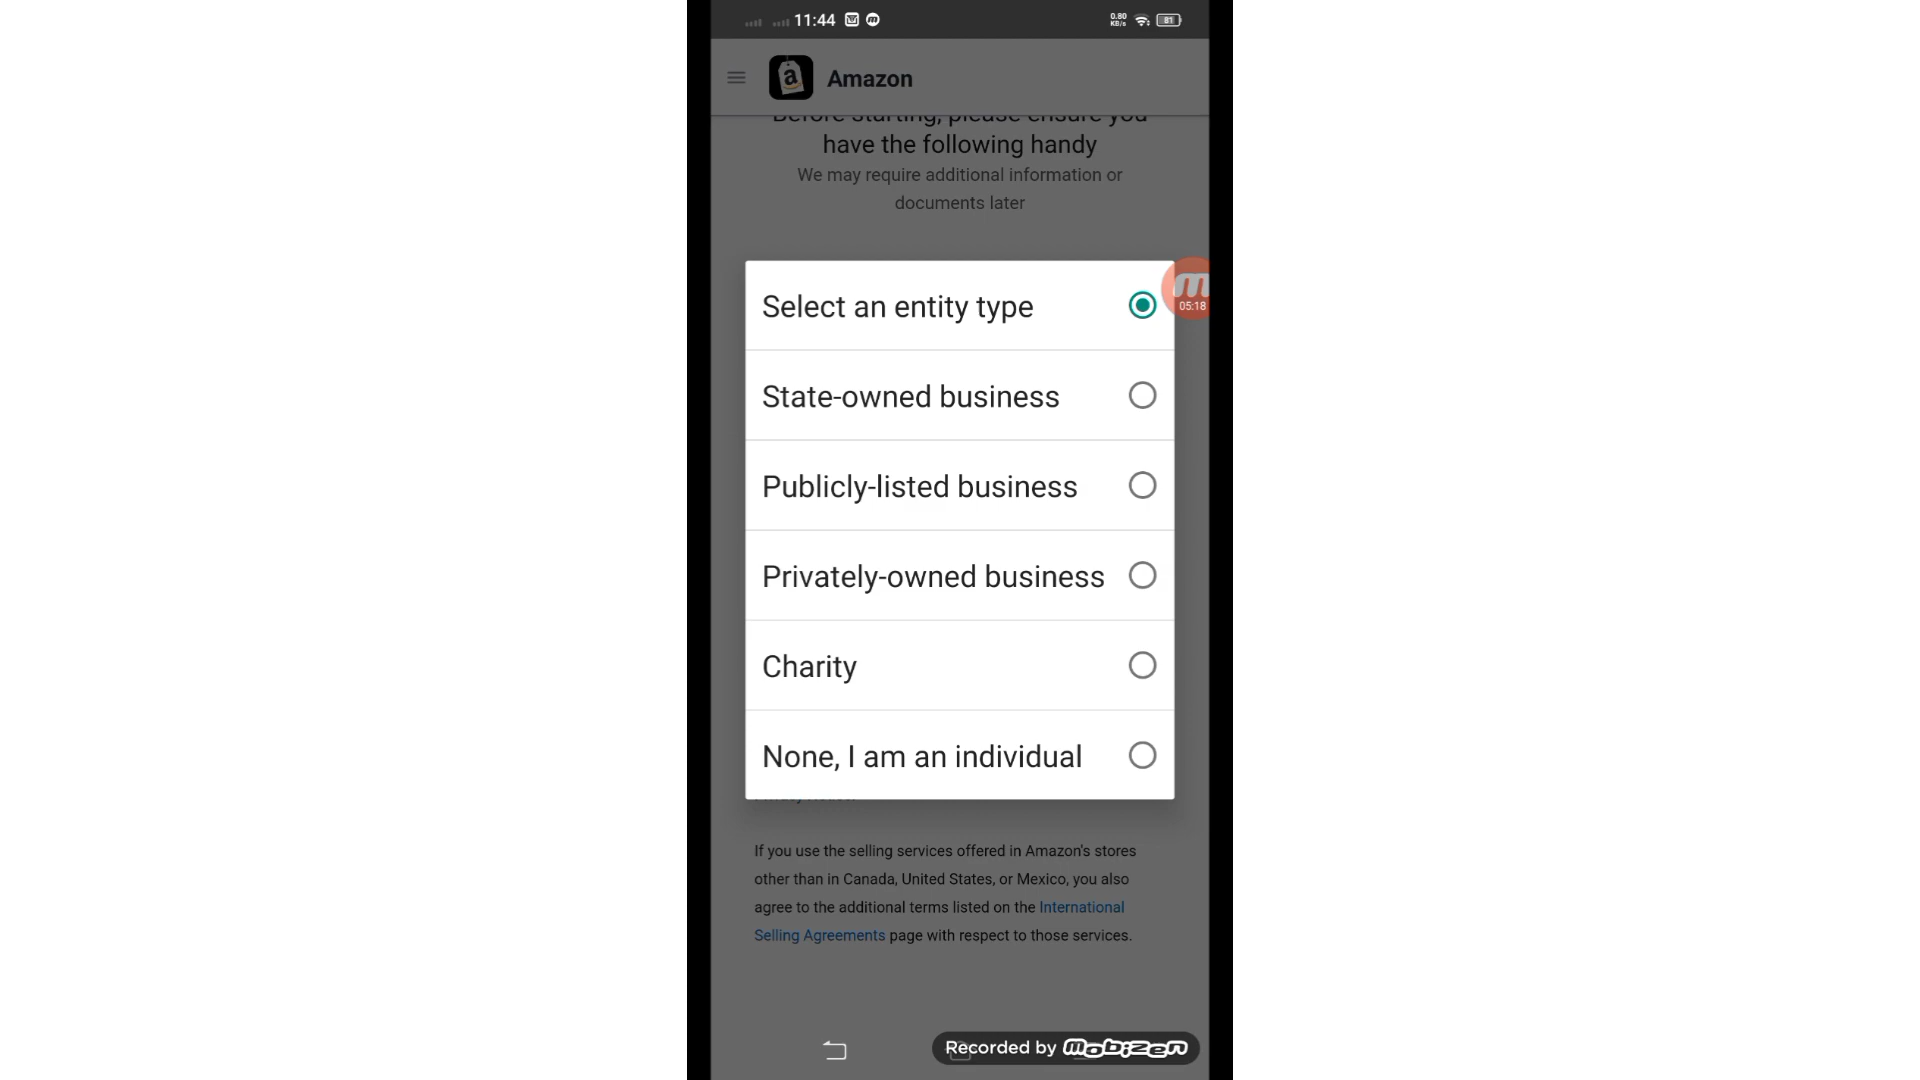 11:44
0.80
KB/s
81
Amazon
Before starting, please ensure you
have the following handy
We may require additional information or
documents later
Select an entity type
05:18
State-owned business
Publicly-listed business
Privately-owned business
Charity
None, I am an individual
If you use the selling services offered in Amazon's stores
other than in Canada, United States, or Mexico, you also
agree to the additional terms listed on the International
Selling Agreements page with respect to those services.
Recorded by mobizen